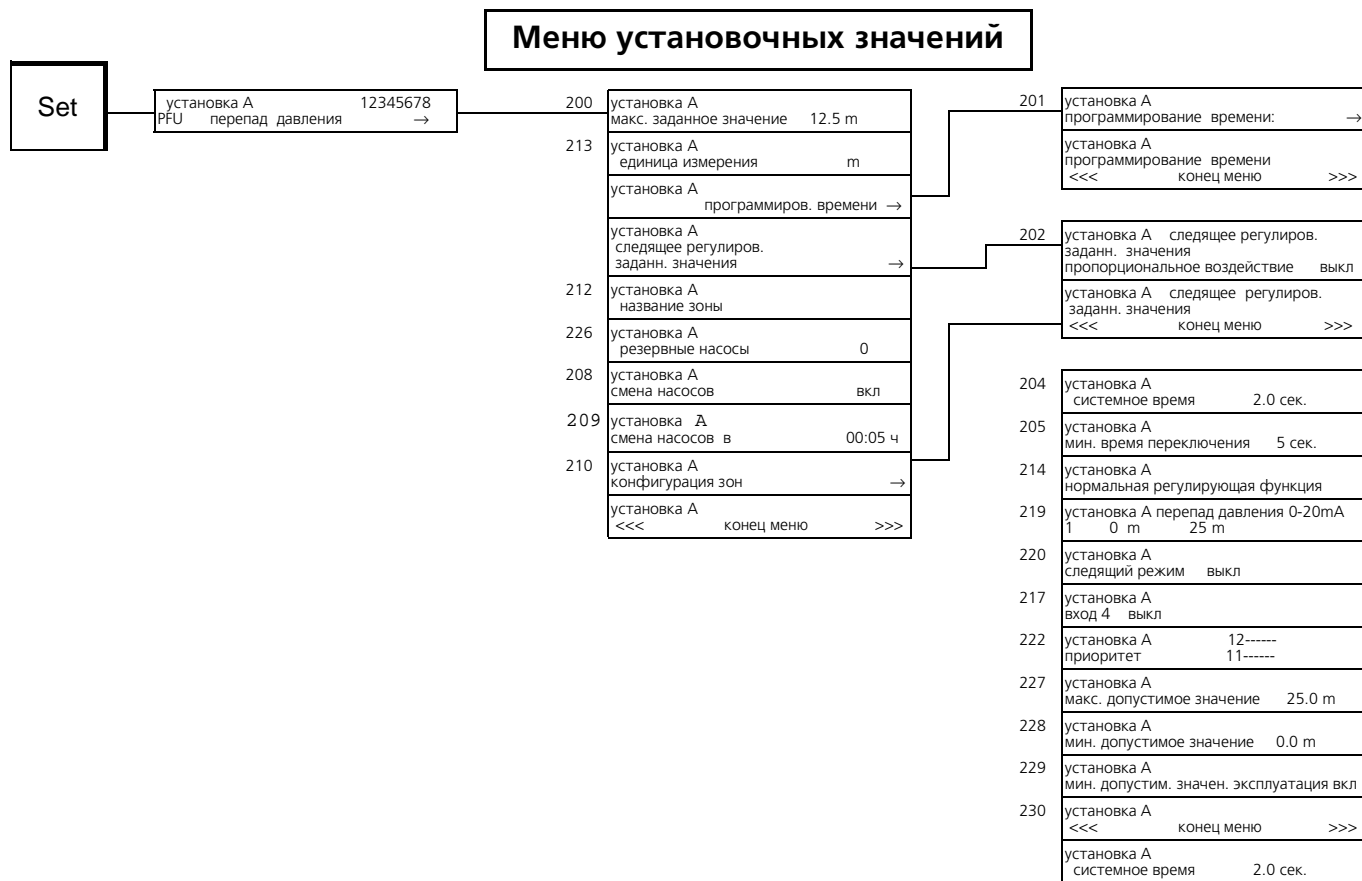 Меню установочных значений
Set
установка А 12345678
PFU перепад давления →
200 установка А
макс. заданное значение 12.5 m
213 установка А
единица измерения m
установка А
программиров. времени →
установка А
следящее регулиров.
заданн. значения →
212 установка А
название зоны
226 установка А
резервные насосы 0
208 установка А
смена насосов вкл
209 установка А
смена насосов в 00:05 ч
210 установка А
конфигурация зон →
установка А
<<< конец меню >>>
201 установка А
программирование времени: →
установка А
программирование времени
<<< конец меню >>>
202 установка А следящее регулиров.
заданн. значения
пропорциональное воздействие выкл
установка А следящее регулиров.
заданн. значения
<<< конец меню >>>
204 установка А
системное время 2.0 сек.
205 установка А
мин. время переключения 5 сек.
214 установка А
нормальная регулирующая функция
219 установка А перепад давления 0-20mA
1 0 m 25 m
220 установка А
следящий режим выкл
217 установка А
вход 4 выкл
222 установка А 12------
приоритет 11------
227 установка А
макс. допустимое значение 25.0 m
228 установка А
мин. допустимое значение 0.0 m
229 установка А
мин. допустим. значен. эксплуатация вкл
230 установка А
<<< конец меню >>>
установка А
системное время 2.0 сек.